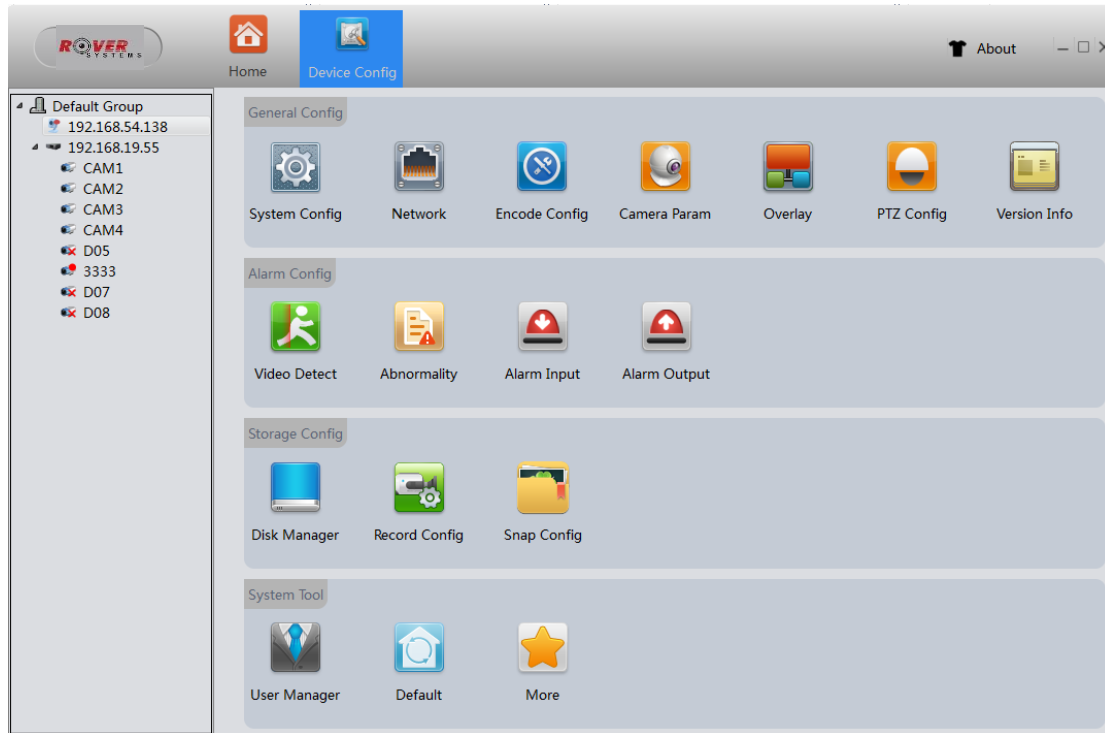 ROVER
SYSTEMS
Home
Device Config
About
Default Group
192.168.54.138
192.168.19.55
CAM1
CAM2
CAM3
CAM4
D05
3333
D07
D08
General Config
System Config Network Encode Config Camera Param Overlay PTZ Config Version Info
Alarm Config
Video Detect Abnormality Alarm Input Alarm Output
Storage Config
Disk Manager Record Config Snap Config
System Tool
User Manager Default More